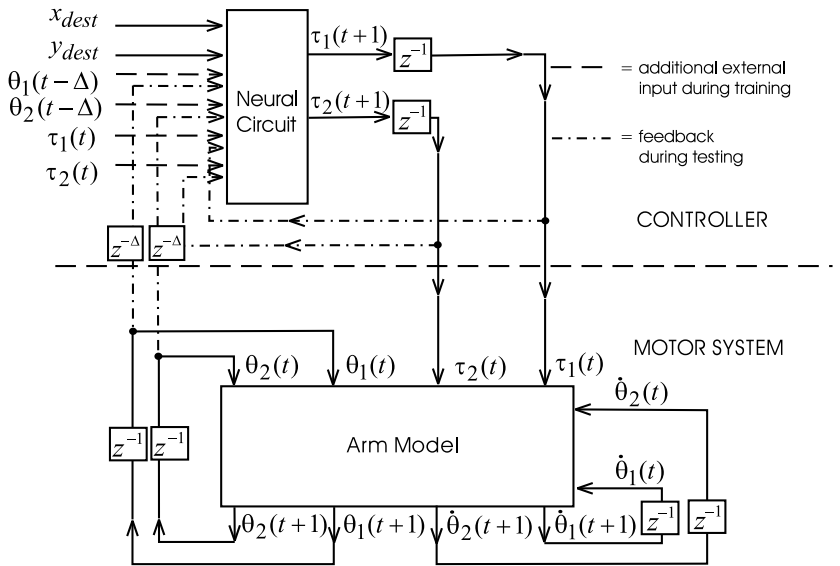 x_dest
y_dest
θ₁(t−Δ)
θ₂(t−Δ)
τ₁(t)
τ₂(t)
Neural
Circuit
τ₁(t+1)
z⁻¹
τ₂(t+1)
z⁻¹
= additional external
input during training
= feedback
during testing
CONTROLLER
z^−Δ
z^−Δ
MOTOR SYSTEM
θ₂(t)
θ₁(t)
τ₂(t)
τ₁(t)
θ̇₂(t)
Arm Model
z⁻¹
z⁻¹
θ̇₁(t)
z⁻¹
z⁻¹
θ₂(t+1)
θ₁(t+1)
θ̇₂(t+1)
θ̇₁(t+1)